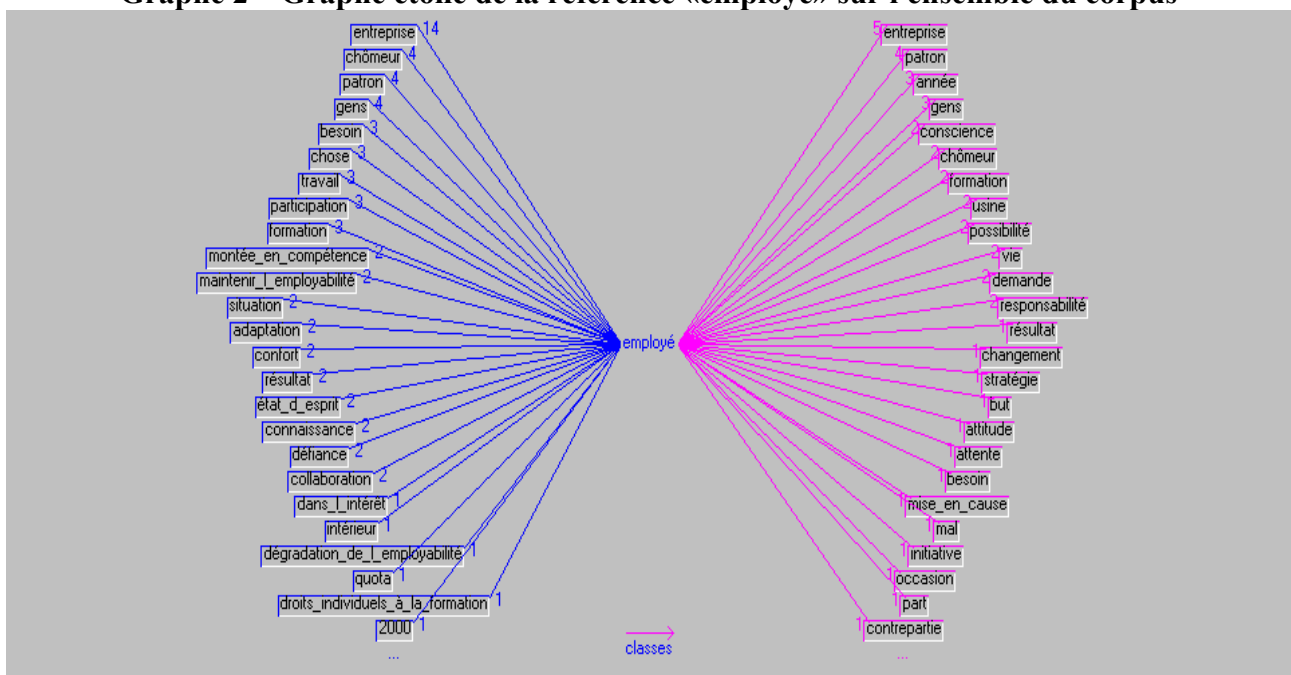 Graphe 2 – Graphe étoile de la référence «employé» sur l'ensemble du corpus
entreprise 14 5 entreprise
chômeur 4 4 patron
patron 4 3 année
gens 4 3 gens
besoin 3 2 conscience
chose 3 2 chômeur
travail 3 2 formation
participation 3 2 usine
formation 3 2 possibilité
montée_en_compétence 2 2 vie
maintenir_l_employabilité 2 2 demande
situation 2 2 responsabilité
adaptation 2 1 résultat
employé
confort 2 1 changement
résultat 2 1 stratégie
état_d_esprit 2 1 but
connaissance 2 1 attitude
défiance 2 1 attente
collaboration 2 1 besoin
dans_l_intérêt 1 1 mise_en_cause
intérieur 1 1 mal
dégradation_de_l_employabilité 1 1 initiative
quota 1 1 occasion
droits_individuels_à_la_formation 1 1 part
2000 1 1 contrepartie
classes
... ...